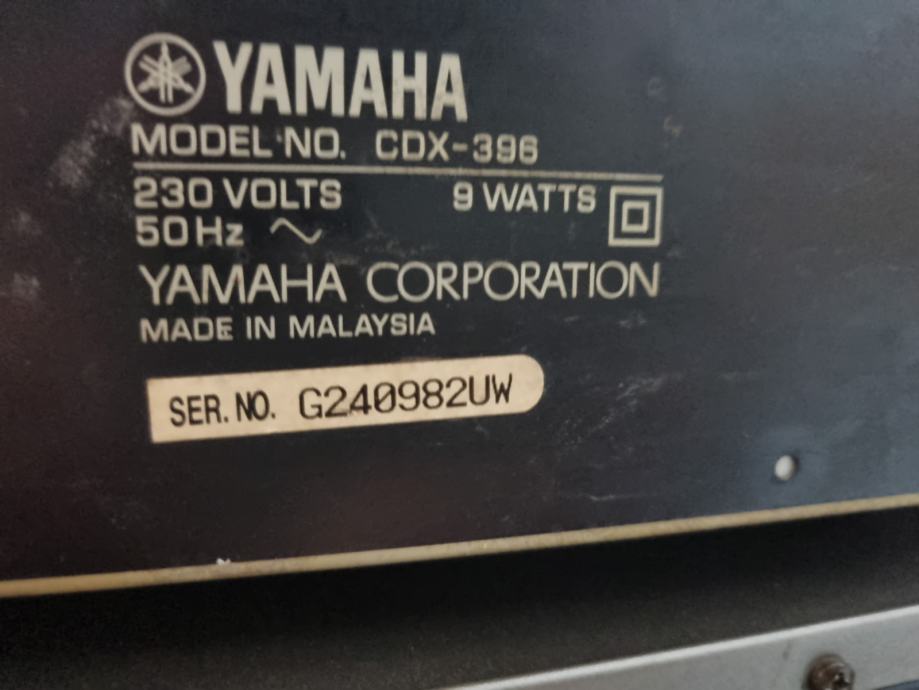 YAMAHA
MODEL NO. CDX-396
230 VOLTS 9 WATTS
50Hz
YAMAHA CORPORATION
MADE IN MALAYSIA
SER. NO. G240982UW